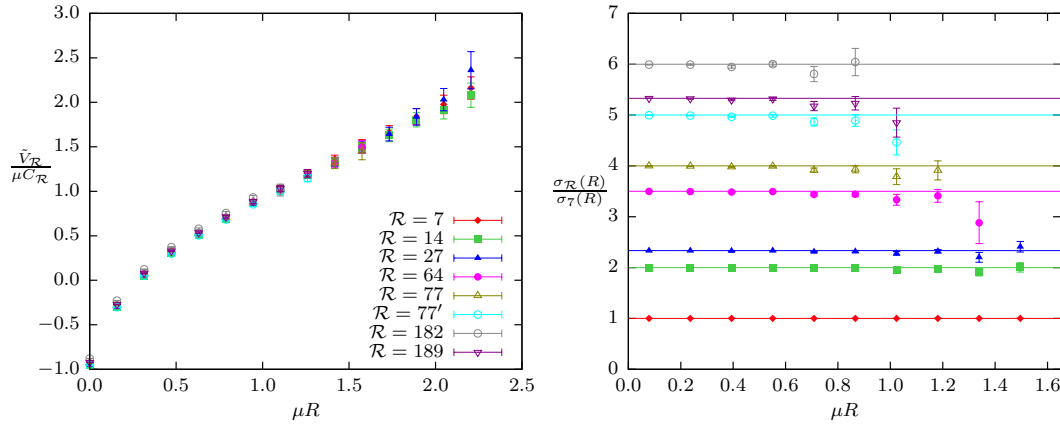 3.0
2.5
2.0
1.5
1.0
0.5
0.0
−0.5
−1.0
Ṽ_ℛ
μC_ℛ
ℛ = 7
ℛ = 14
ℛ = 27
ℛ = 64
ℛ = 77
ℛ = 77′
ℛ = 182
ℛ = 189
0.0 0.5 1.0 1.5 2.0 2.5
μR
7
6
5
4
3
2
1
0
σ_ℛ(R)
σ_7(R)
0.0 0.2 0.4 0.6 0.8 1.0 1.2 1.4 1.6
μR